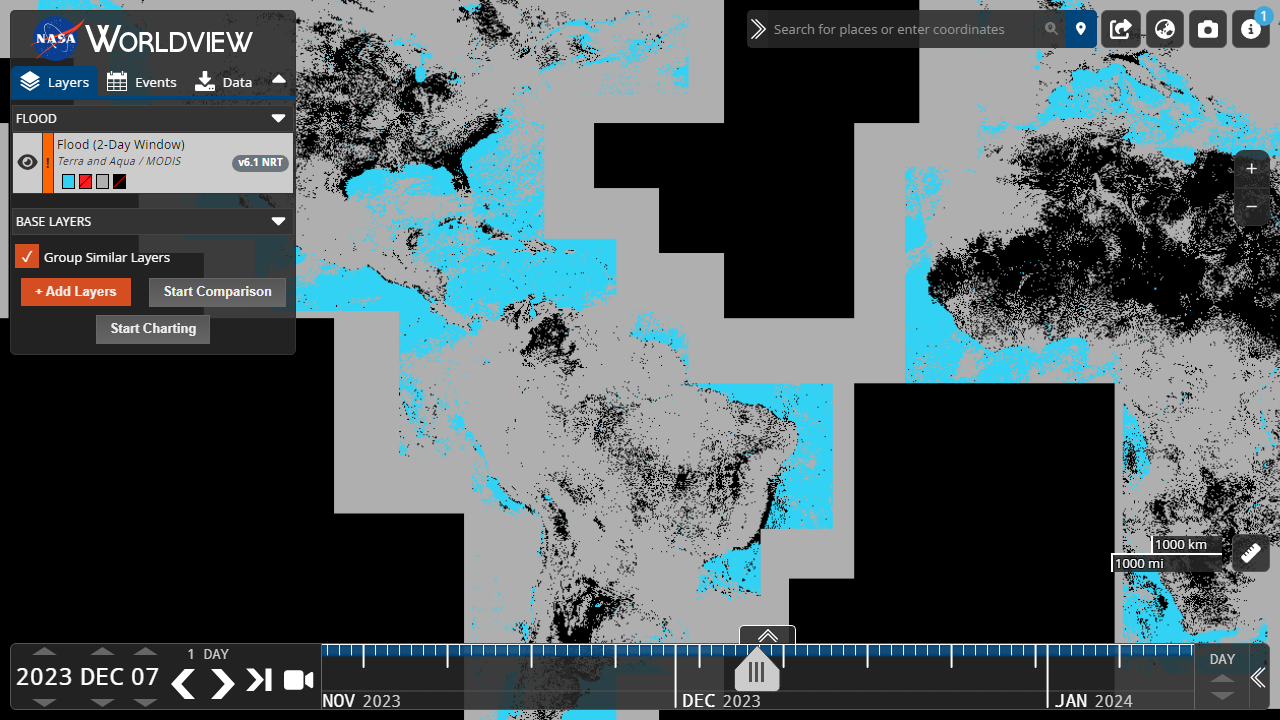 NASA WORLDVIEW
Search for places or enter coordinates
1
Layers Events Data
FLOOD
Flood (2-Day Window)
Terra and Aqua / MODIS
v6.1 NRT
BASE LAYERS
Group Similar Layers
+ Add Layers Start Comparison
Start Charting
+
−
1000 km
1000 mi
2023 DEC 07
1 DAY
NOV 2023 DEC 2023 JAN 2024
DAY